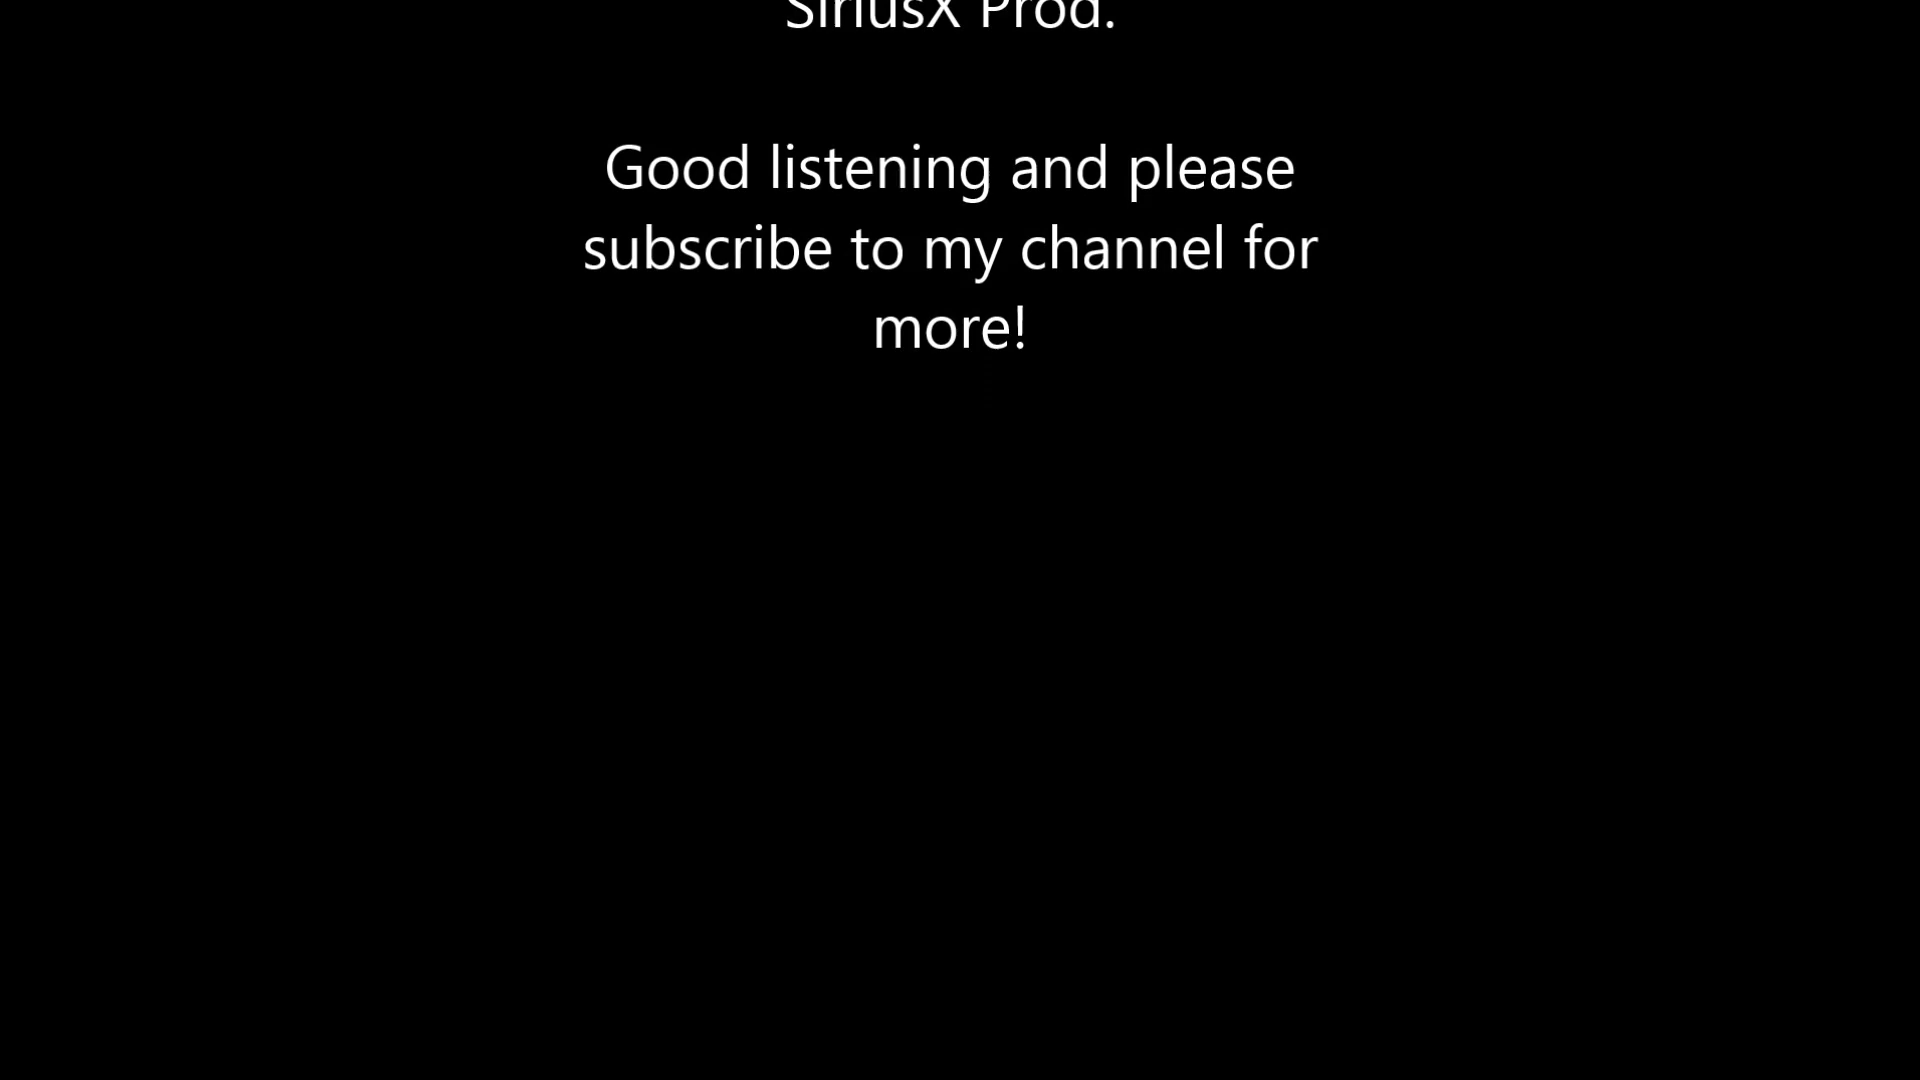 SiriusX Prod.
Good listening and please
subscribe to my channel for
more!